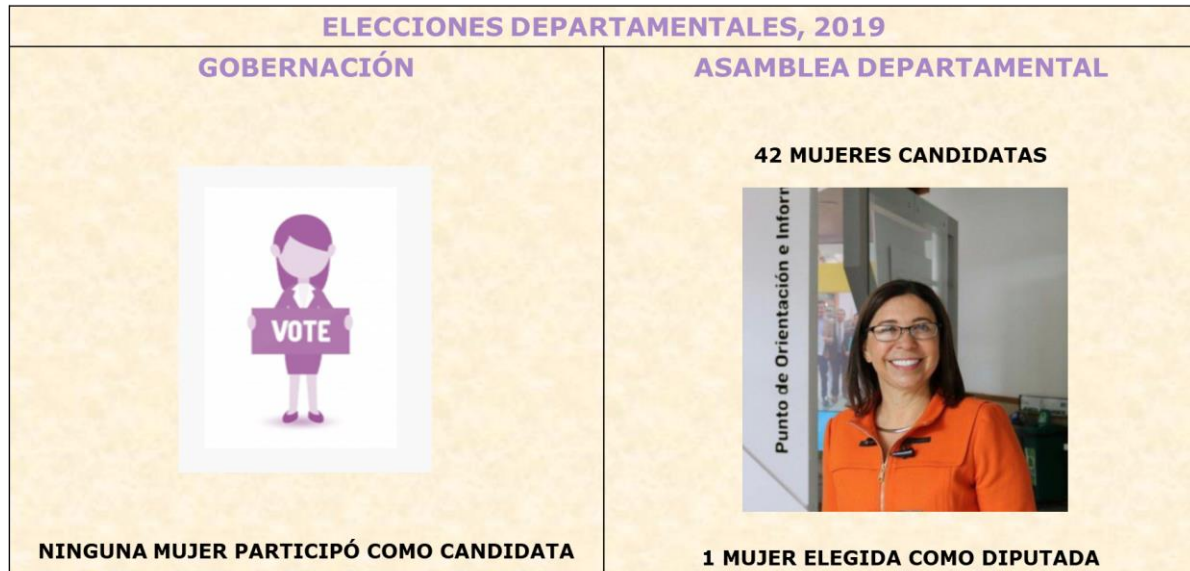 ELECCIONES DEPARTAMENTALES, 2019
GOBERNACIÓN
VOTE
NINGUNA MUJER PARTICIPÓ COMO CANDIDATA
ASAMBLEA DEPARTAMENTAL
42 MUJERES CANDIDATAS
Punto de Orientación e
1 MUJER ELEGIDA COMO DIPUTADA